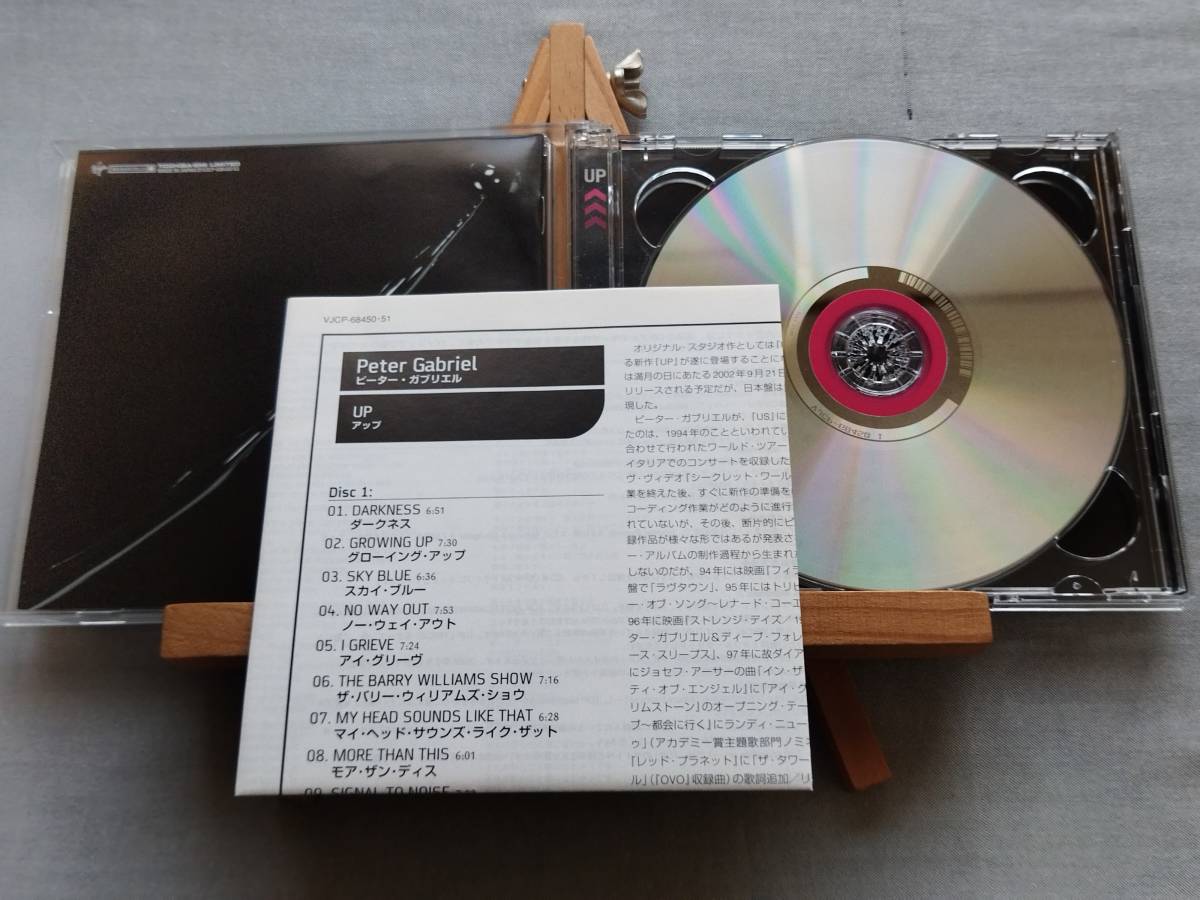 TOSHIBA EMI LIMITED
UP
VJCP-68450·51
Peter Gabriel
ピーター・ガブリエル
UP
アップ
Disc 1:
01. DARKNESS 6:51
ダークネス
02. GROWING UP 7:30
グローイング・アップ
03. SKY BLUE 6:36
スカイ・ブルー
04. NO WAY OUT 7:53
ノー・ウェイ・アウト
05. I GRIEVE 7:24
アイ・グリーヴ
06. THE BARRY WILLIAMS SHOW 7:16
ザ・バリー・ウィリアムズ・ショウ
07. MY HEAD SOUNDS LIKE THAT 6:28
マイ・ヘッド・サウンズ・ライク・ザット
08. MORE THAN THIS 6:01
モア・ザン・ディス
09. SIGNAL TO NOISE
オリジナル・スタジオ作としては『
る新作『UP』が遂に登場することに
は満月の日にあたる2002年9月21日
リリースされる予定だが、日本盤は
現した。
ピーター・ガブリエルが、『US』に
たのは、1994年のことといわれてい
合わせて行われたワールド・ツアー
イタリアでのコンサートを収録した
ヴ・ヴィデオ『シークレット・ワール
業を終えた後、すぐに新作の準備を
コーディング作業がどのように進行
れていないが、その後、断片的にピ
録作品が様々な形ではあるが発表さ
ー・アルバムの制作過程から生まれた
しないのだが、94年には映画『フィラ
盤で「ラヴタウン」、95年にはトリビ
ー・オブ・ソング〜レナード・コーエ
96年に映画『ストレンジ・デイズ/1
ター・ガブリエル&ディープ・フォレ
ース・スリープス」、97年に故ダイア
にジョセフ・アーサーの曲「イン・ザ
ティ・オブ・エンジェル』に「アイ・グ
リムストーン」のオープニング・テー
ブ〜都会に行く』にランディ・ニュー
ゥ」(アカデミー賞主題歌部門ノミネ
『レッド・プラネット』に「ザ・タワー
ル」(『OVO』収録曲)の歌詞追加/リ